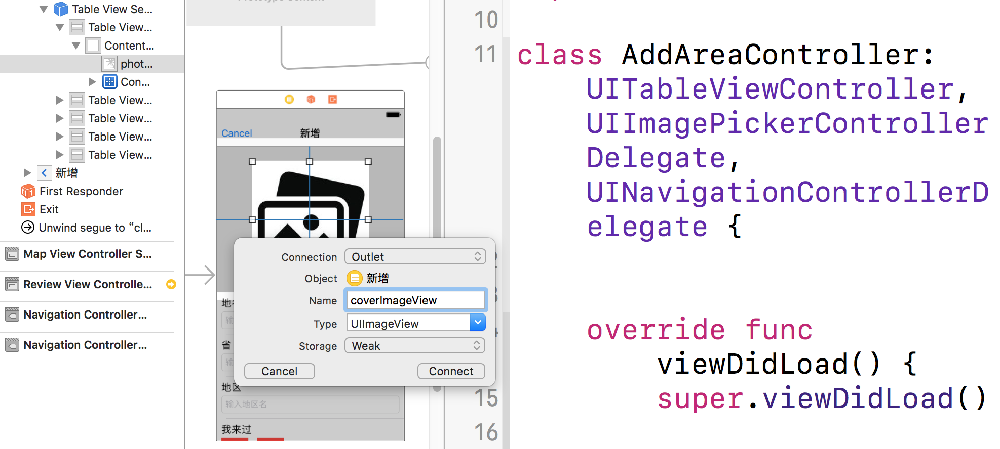 Table View Se...
Table View...
Content...
phot...
Con...
Table View...
Table View...
Table View...
Table View...
新增
First Responder
Exit
Unwind segue to “cl...
Map View Controller S...
Review View Controlle...
Navigation Controller...
Navigation Controller...
Cancel
新增
Connection
Outlet
Object
新增
Name
coverImageView
Type
UIImageView
Storage
Weak
Cancel
Connect
省
地区
输入地区名
我来过
10
11
15
16
class AddAreaController:
UITableViewController,
UIImagePickerController
Delegate,
UINavigationControllerD
elegate {
override func
viewDidLoad() {
super.viewDidLoad()